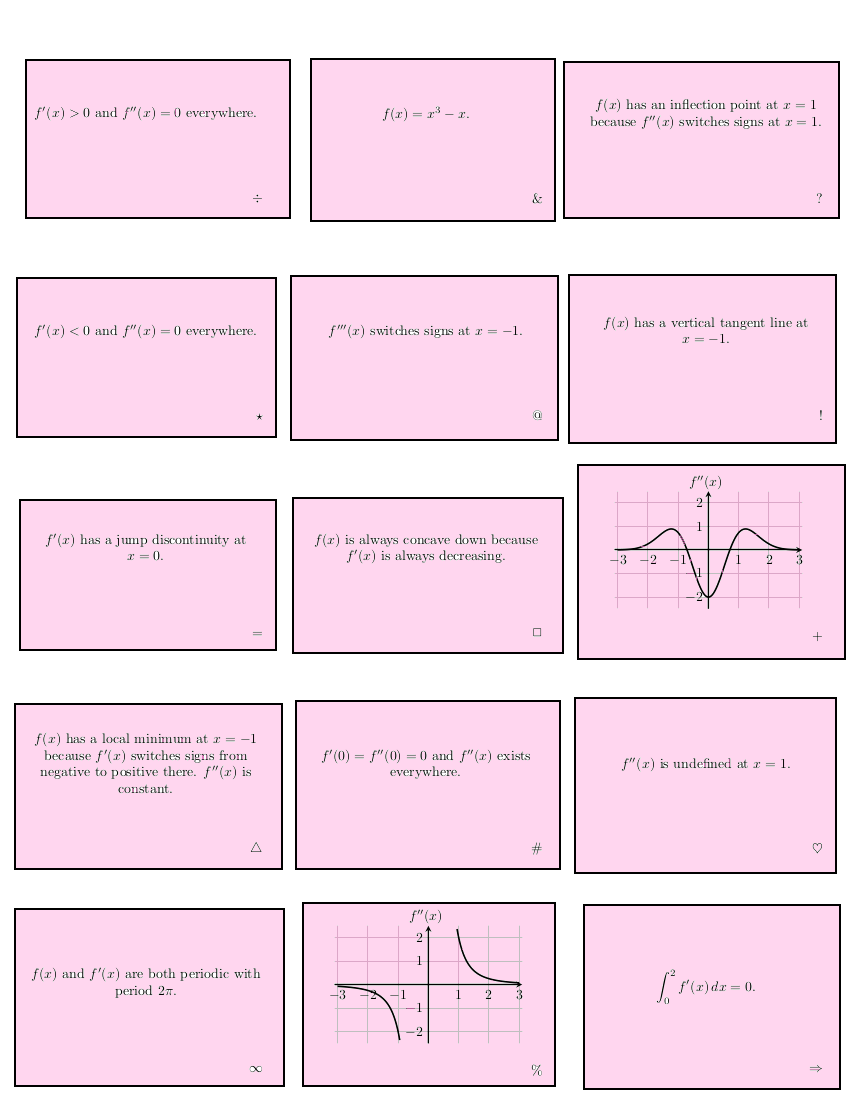 f′(x) > 0 and f″(x) = 0 everywhere.
÷
f(x) = x³ − x.
&
f(x) has an inflection point at x = 1
because f″(x) switches signs at x = 1.
?
f′(x) < 0 and f″(x) = 0 everywhere.
⋆
f‴(x) switches signs at x = −1.
@
f(x) has a vertical tangent line at
x = −1.
!
f′(x) has a jump discontinuity at
x = 0.
=
f(x) is always concave down because
f′(x) is always decreasing.
□
f″(x)
2
1
−3 −2 −1 1 2 3
−1
−2
+
f(x) has a local minimum at x = −1
because f′(x) switches signs from
negative to positive there. f″(x) is
constant.
△
f′(0) = f″(0) = 0 and f″(x) exists
everywhere.
#
f″(x) is undefined at x = 1.
♡
f(x) and f′(x) are both periodic with
period 2π.
∞
f″(x)
2
1
−3 −2 −1 1 2 3
−1
−2
%
∫₀² f′(x) dx = 0.
⇒